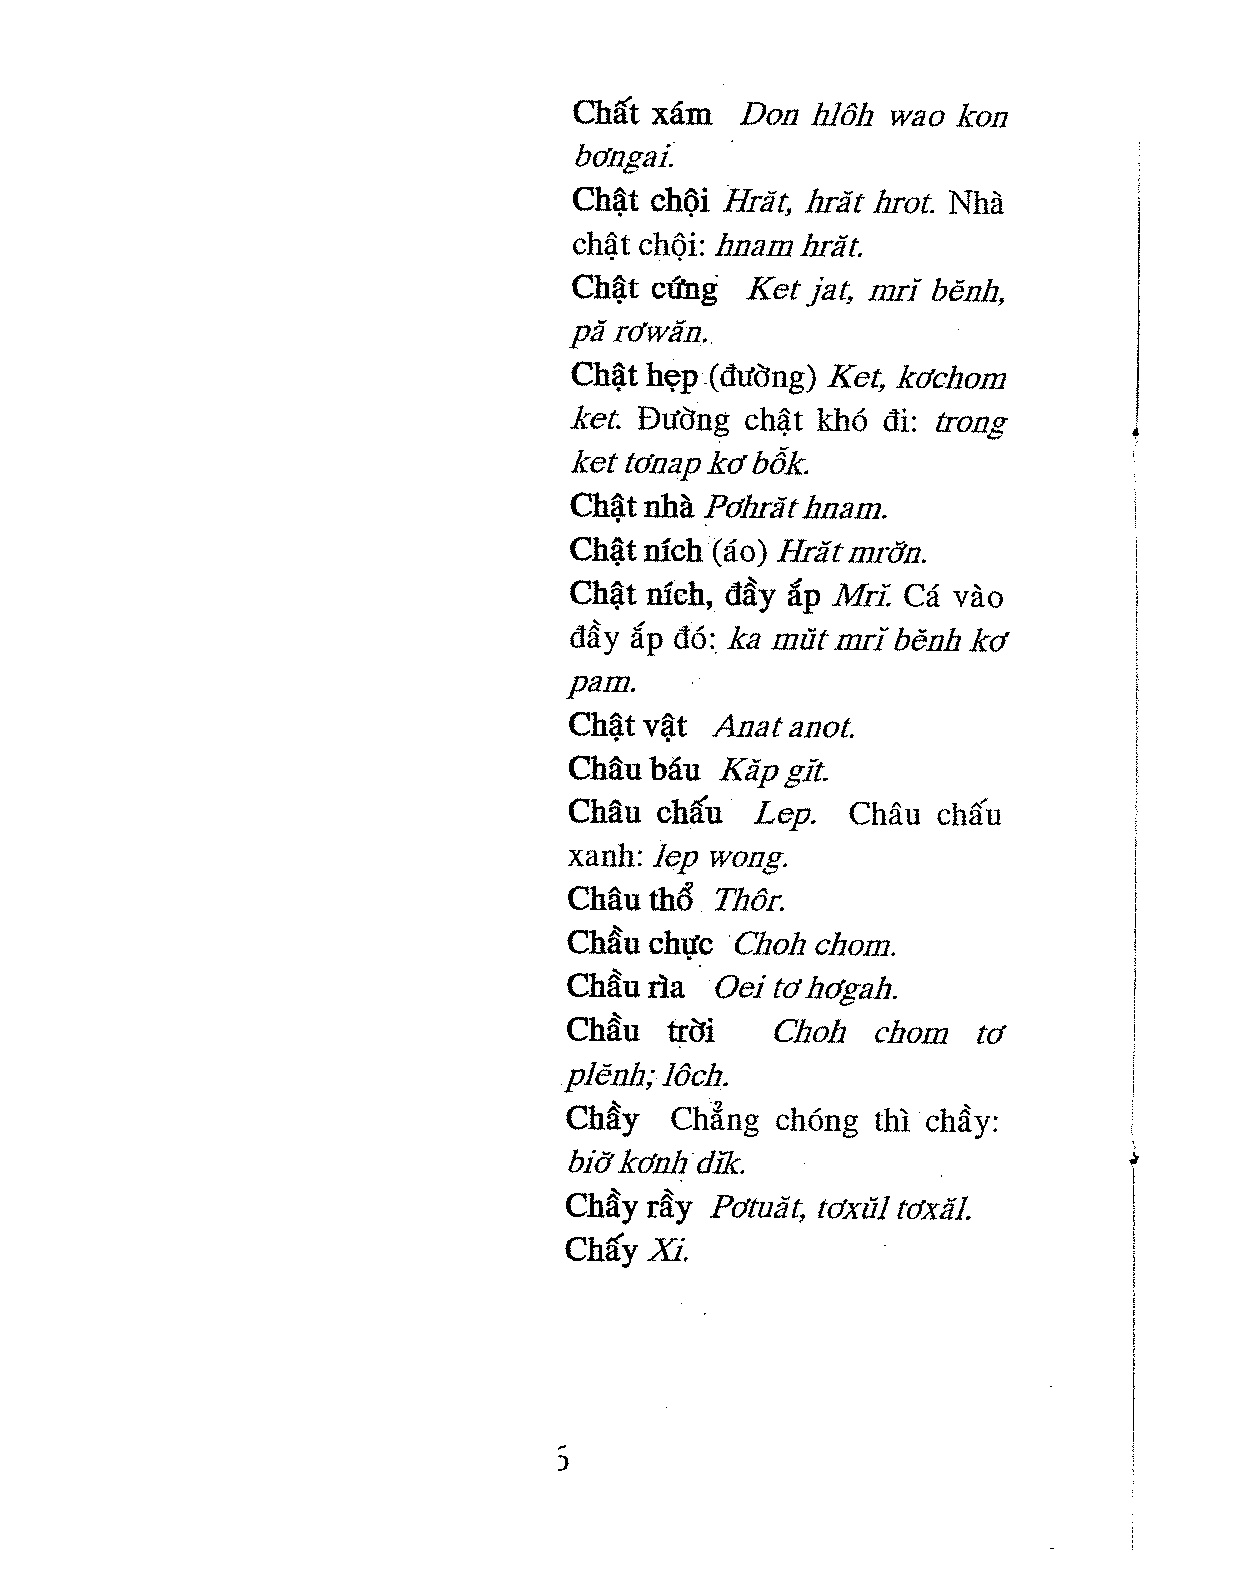 Chất xám Don hlôh wao kon
bơngai.
Chật chội Hrăt, hrăt hrot. Nhà
chật chội: hnam hrăt.
Chật cứng Ket jat, mrĭ bĕnh,
pă rơwăn.
Chật hẹp (đường) Ket, kơchom
ket. Đường chật khó đi: trong
ket tơnap kơ bô̆k.
Chật nhà Pơhrăt hnam.
Chật ních (áo) Hrăt mrơ̆n.
Chật ních, đầy ắp Mrĭ. Cá vào
đầy ắp đó: ka mŭt mrĭ bĕnh kơ
pam.
Chật vật Anat anot.
Châu báu Kăp gĭt.
Châu chấu Lep. Châu chấu
xanh: lep wong.
Châu thổ Thôr.
Chầu chực Choh chom.
Chầu rìa Oei tơ hơgah.
Chầu trời Choh chom tơ
plĕnh; lôch.
Chầy Chẳng chóng thì chầy:
biơ̆ kơnh dĭk.
Chầy rầy Pơtuăt, tơxŭl tơxăl.
Chấy Xi.